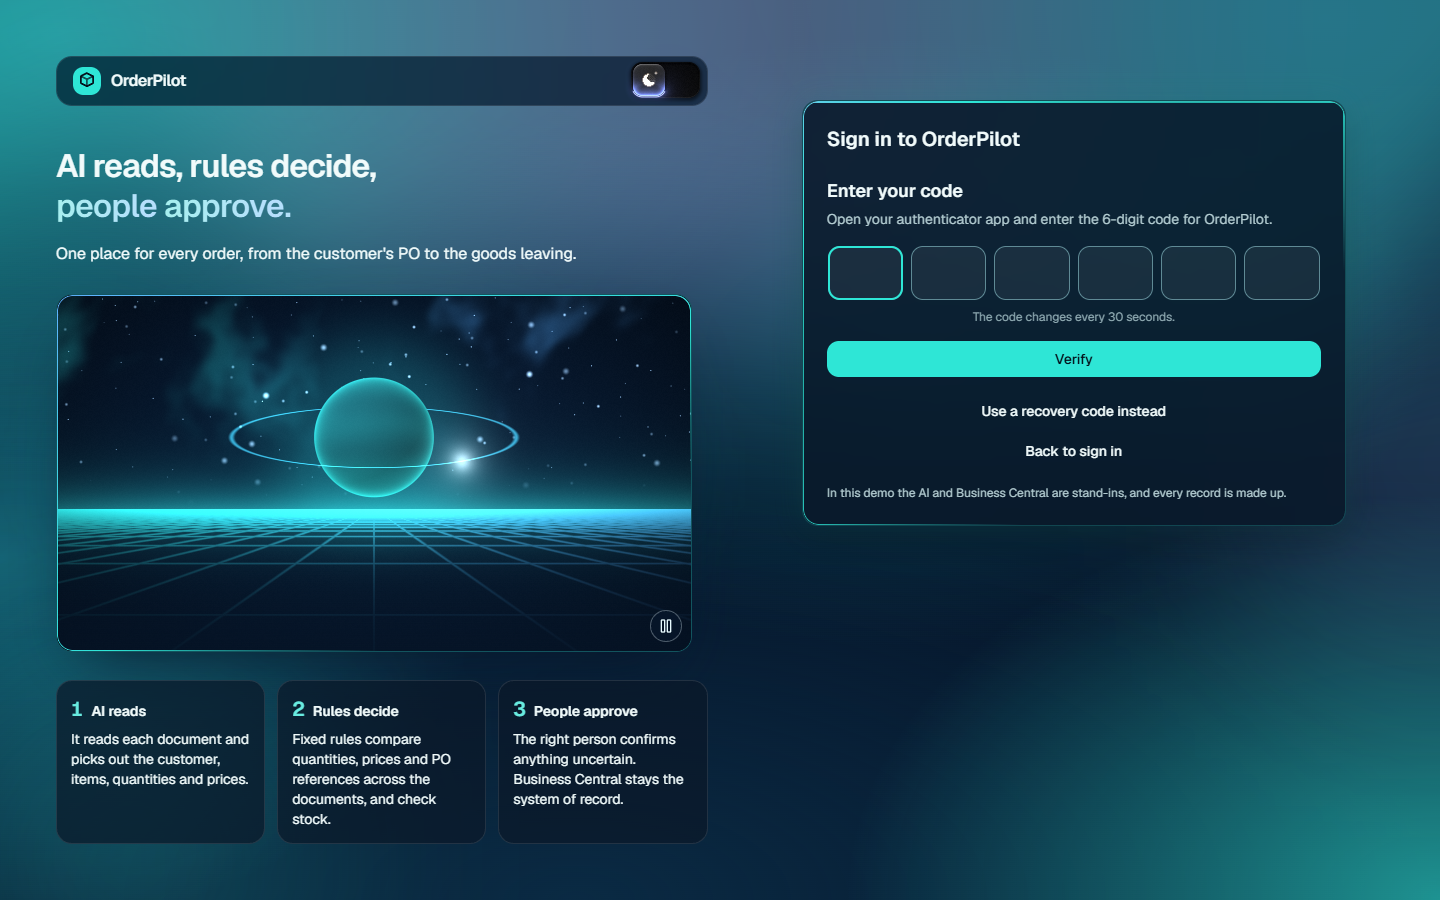 OrderPilot
AI reads, rules decide,
people approve.
One place for every order, from the customer's PO to the goods leaving.
1 AI reads
It reads each document and
picks out the customer,
items, quantities and prices.
2 Rules decide
Fixed rules compare
quantities, prices and PO
references across the
documents, and check
stock.
3 People approve
The right person confirms
anything uncertain.
Business Central stays the
system of record.
Sign in to OrderPilot
Enter your code
Open your authenticator app and enter the 6-digit code for OrderPilot.
The code changes every 30 seconds.
Verify
Use a recovery code instead
Back to sign in
In this demo the AI and Business Central are stand-ins, and every record is made up.